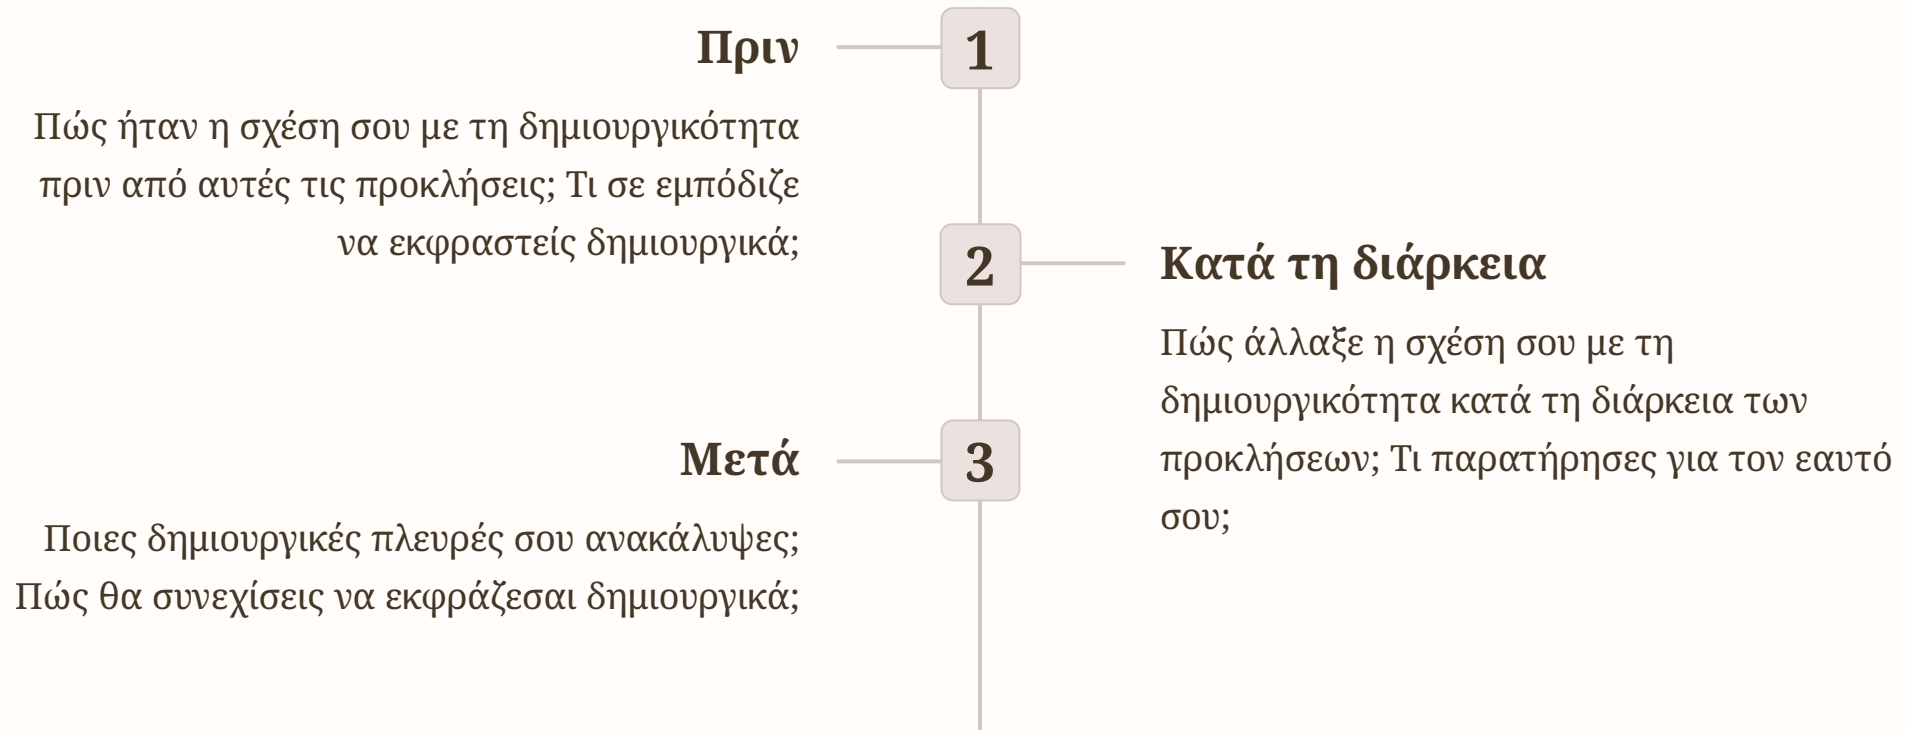 Πριν
1
Πώς ήταν η σχέση σου με τη δημιουργικότητα
πριν από αυτές τις προκλήσεις; Τι σε εμπόδιζε
να εκφραστείς δημιουργικά;
2
Κατά τη διάρκεια
Πώς άλλαξε η σχέση σου με τη
δημιουργικότητα κατά τη διάρκεια των
προκλήσεων; Τι παρατήρησες για τον εαυτό
σου;
Μετά
3
Ποιες δημιουργικές πλευρές σου ανακάλυψες;
Πώς θα συνεχίσεις να εκφράζεσαι δημιουργικά;